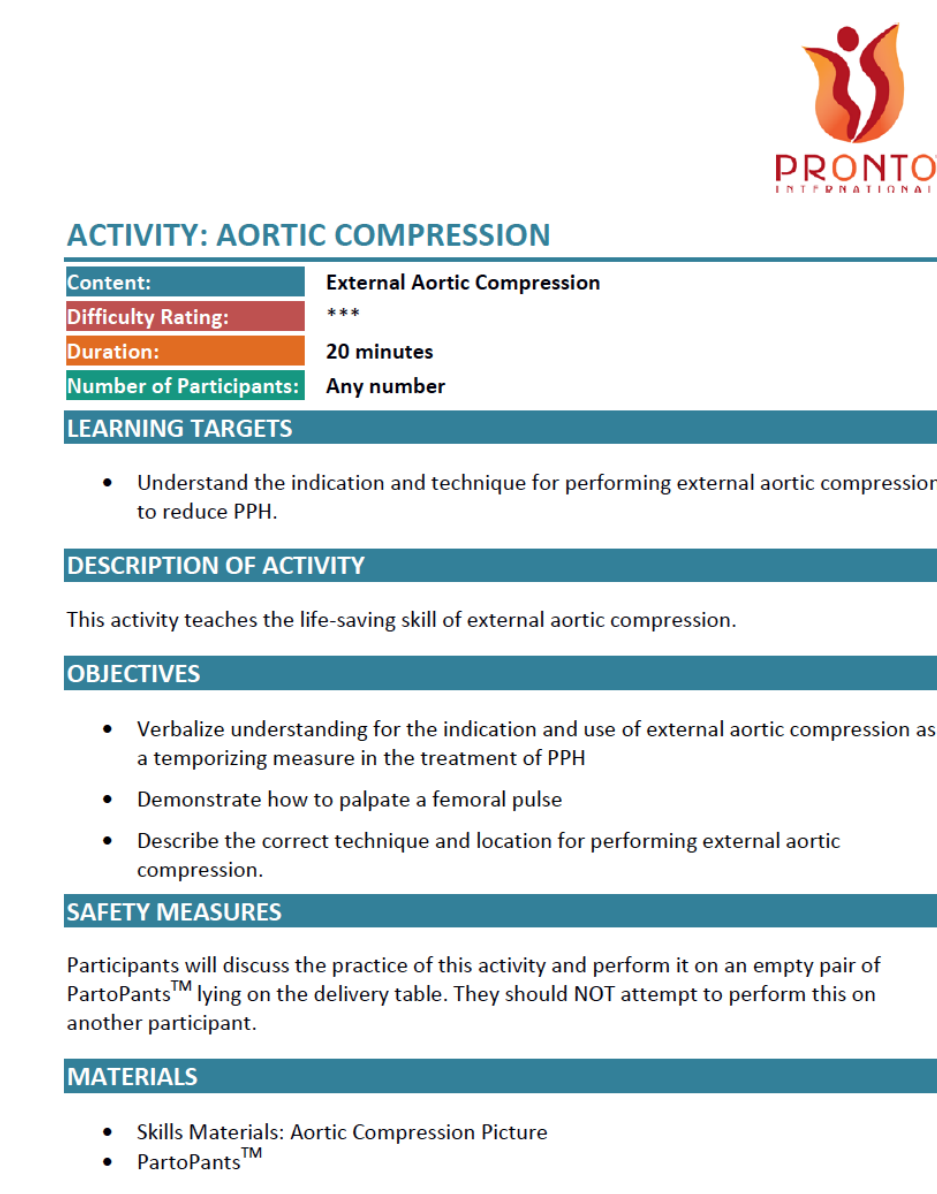 PRONTO
INTERNATIONAL
ACTIVITY: AORTIC COMPRESSION
Content: External Aortic Compression
Difficulty Rating: ***
Duration: 20 minutes
Number of Participants: Any number
LEARNING TARGETS
• Understand the indication and technique for performing external aortic compression
to reduce PPH.
DESCRIPTION OF ACTIVITY
This activity teaches the life-saving skill of external aortic compression.
OBJECTIVES
• Verbalize understanding for the indication and use of external aortic compression as
a temporizing measure in the treatment of PPH
• Demonstrate how to palpate a femoral pulse
• Describe the correct technique and location for performing external aortic
compression.
SAFETY MEASURES
Participants will discuss the practice of this activity and perform it on an empty pair of
PartoPants™ lying on the delivery table. They should NOT attempt to perform this on
another participant.
MATERIALS
• Skills Materials: Aortic Compression Picture
• PartoPants™